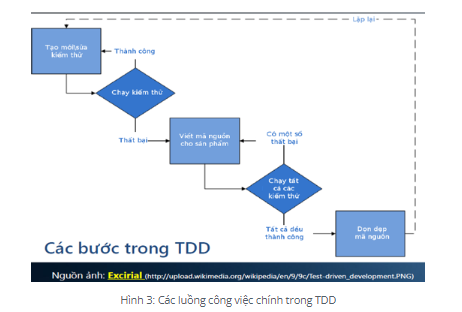 Lặp lại
Tạo mới/sửa
kiểm thử
Thành công
Chạy kiểm thử
Thất bại
Viết mã nguồn
cho sản phẩm
Có một số
thất bại
Chạy tất
cả các
kiểm thử
Tất cả đều
thành công
Dọn dẹp
mã nguồn
Các bước trong TDD
Nguồn ảnh: Excirial (http://upload.wikimedia.org/wikipedia/en/9/9c/Test-driven_development.PNG)
Hình 3: Các luồng công việc chính trong TDD